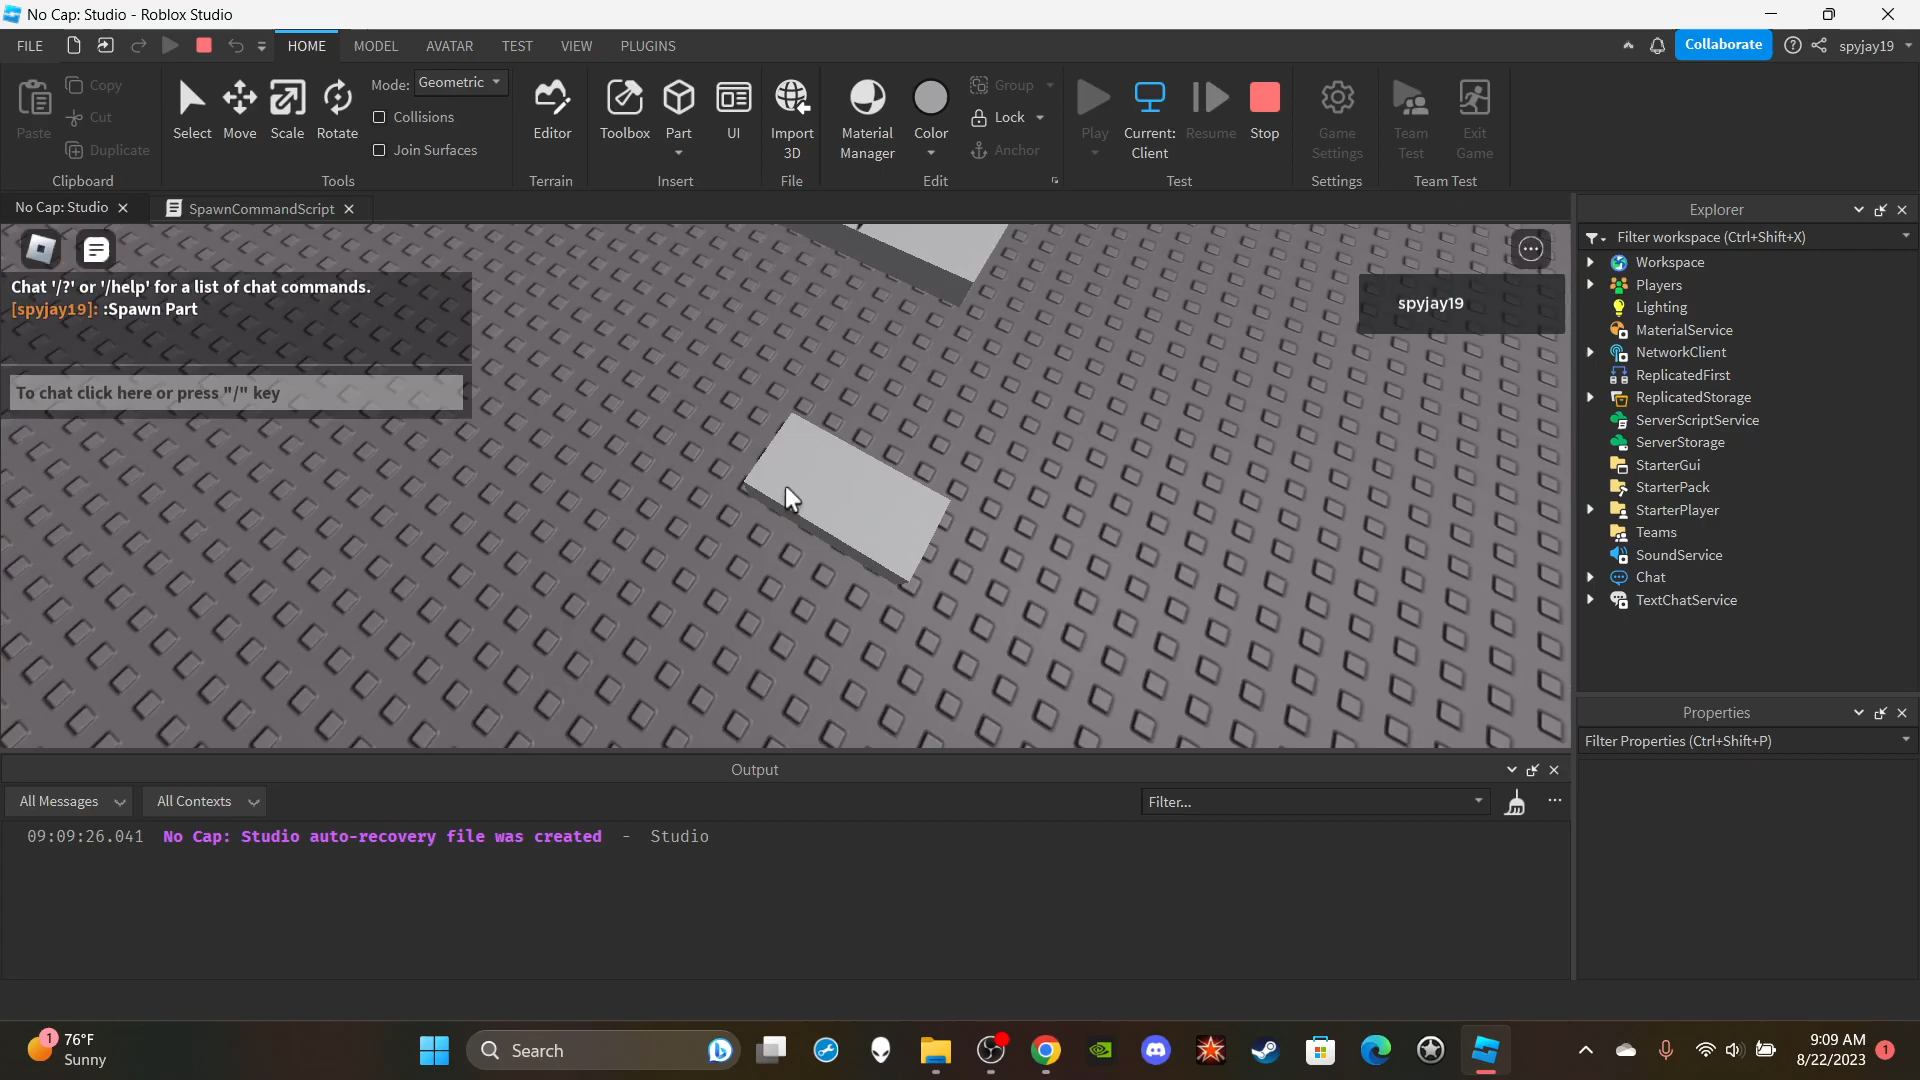 No Cap: Studio - Roblox Studio
FILE HOME MODEL AVATAR TEST VIEW PLUGINS Collaborate spyjay19
Paste Copy Cut Duplicate Clipboard
Select Move Scale Rotate Mode: Geometric Collisions Join Surfaces Tools
Editor Terrain
Toolbox Part UI Insert
Import 3D File
Material Manager Color Group Lock Anchor Edit
Play Current: Client Resume Stop Test
Game Settings Settings
Team Test Exit Game Team Test
No Cap: Studio SpawnCommandScript
Chat '/?' or '/help' for a list of chat commands.
[spyjay19]: :Spawn Part
To chat click here or press "/" key
spyjay19
Explorer
Filter workspace (Ctrl+Shift+X)
Workspace
Players
Lighting
MaterialService
NetworkClient
ReplicatedFirst
ReplicatedStorage
ServerScriptService
ServerStorage
StarterGui
StarterPack
StarterPlayer
Teams
SoundService
Chat
TextChatService
Properties
Filter Properties (Ctrl+Shift+P)
Output
All Messages All Contexts Filter...
09:09:26.041 No Cap: Studio auto-recovery file was created - Studio
1 76°F
Sunny
Search
9:09 AM
8/22/2023 1